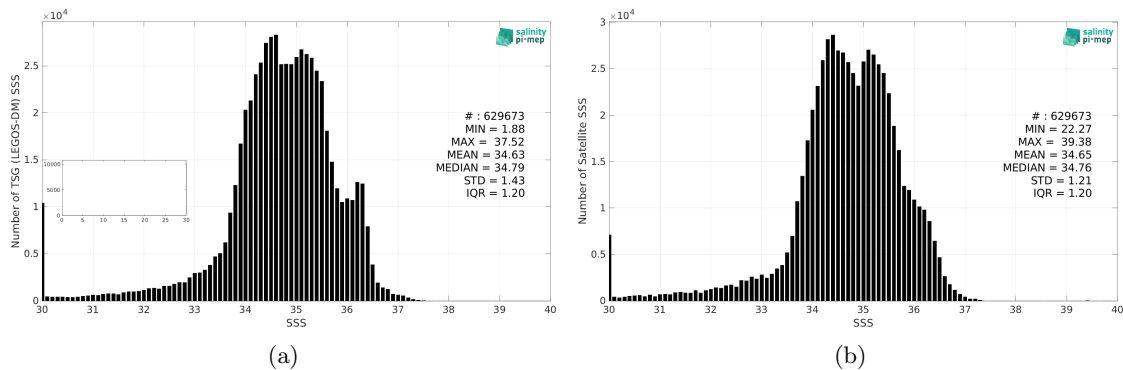 ×10^4
Number of TSG (LEGOS-DM) SSS
2.5
2
1.5
1
0.5
0
30 31 32 33 34 35 36 37 38 39 40
SSS
salinity
pi-mep
# : 629673
MIN = 1.88
MAX = 37.52
MEAN = 34.63
MEDIAN = 34.79
STD = 1.43
IQR = 1.20
10000
5000
0
0 5 10 15 20 25 30
(a)
×10^4
Number of Satellite SSS
3
2.5
2
1.5
1
0.5
0
30 31 32 33 34 35 36 37 38 39 40
SSS
salinity
pi-mep
# : 629673
MIN = 22.27
MAX = 39.38
MEAN = 34.65
MEDIAN = 34.76
STD = 1.21
IQR = 1.20
(b)